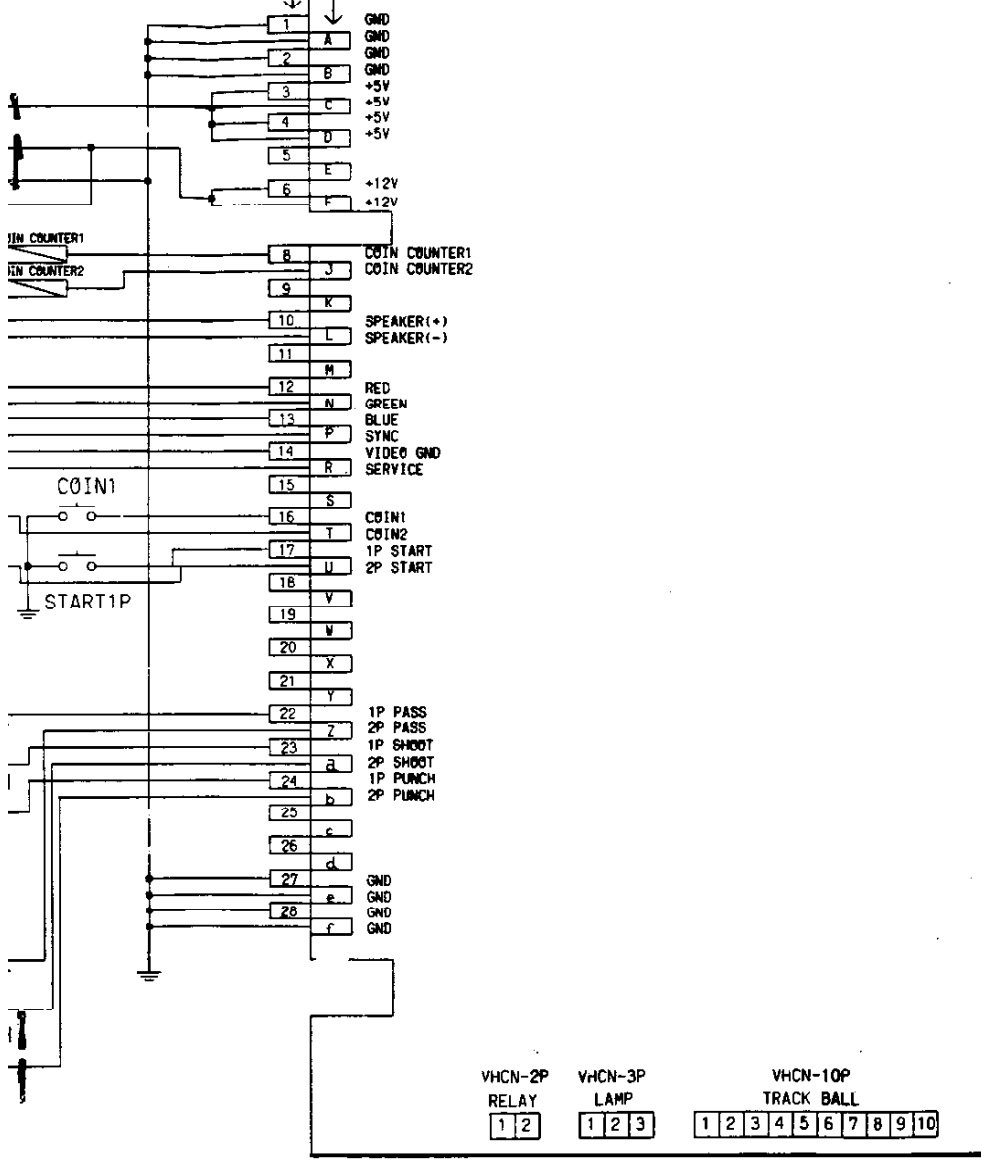 1 GND
A GND
2 GND
B GND
3 +5V
C +5V
4 +5V
D +5V
5
E
6 +12V
F +12V
COUNTER1
8 COIN COUNTER1
COUNTER2
J COIN COUNTER2
9
K
10 SPEAKER(+)
L SPEAKER(-)
11
M
12 RED
N GREEN
13 BLUE
P SYNC
14 VIDEO GND
R SERVICE
COIN1
15
S
16 COIN1
T COIN2
17 1P START
U 2P START
START1P
18
V
19
W
20
X
21
Y
22 1P PASS
Z 2P PASS
23 1P SHOOT
a 2P SHOOT
24 1P PUNCH
b 2P PUNCH
25
c
26
d
27 GND
e GND
28 GND
f GND
VHCN-2P VHCN-3P VHCN-10P
RELAY LAMP TRACK BALL
1 2 1 2 3 1 2 3 4 5 6 7 8 9 10